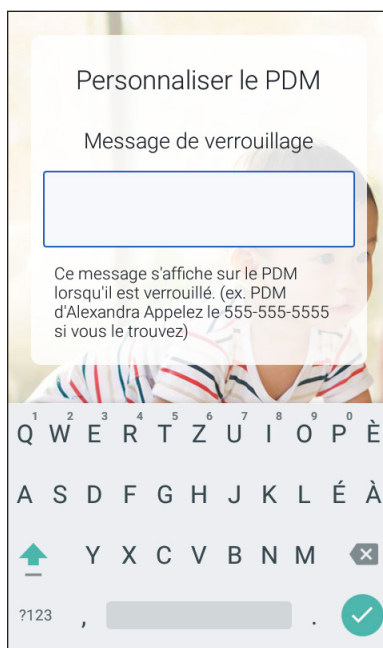 Personnaliser le PDM
Message de verrouillage
Ce message s'affiche sur le PDM
lorsqu'il est verrouillé. (ex. PDM
d'Alexandra Appelez le 555-555-5555
si vous le trouvez)
1 2 3 4 5 6 7 8 9 0
Q W E R T Z U I O P È
A S D F G H J K L É À
Y X C V B N M
?123 , .